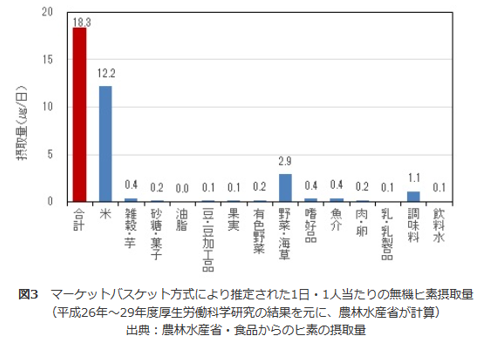 摂取量(μg/日)
20
15
10
5
0
18.3
12.2
0.4
0.2
0.0
0.1
0.1
0.2
2.9
0.4
0.4
0.2
0.1
1.1
0.1
合計
米
雑穀・芋
砂糖・菓子
油脂
豆・豆加工品
果実
有色野菜
野菜・海草
嗜好品
魚介
肉・卵
乳・乳製品
調味料
飲料水
図3 マーケットバスケット方式により推定された1日・1人当たりの無機ヒ素摂取量
(平成26年~29年度厚生労働科学研究の結果を元に、農林水産省が計算)
出典:農林水産省・食品からのヒ素の摂取量